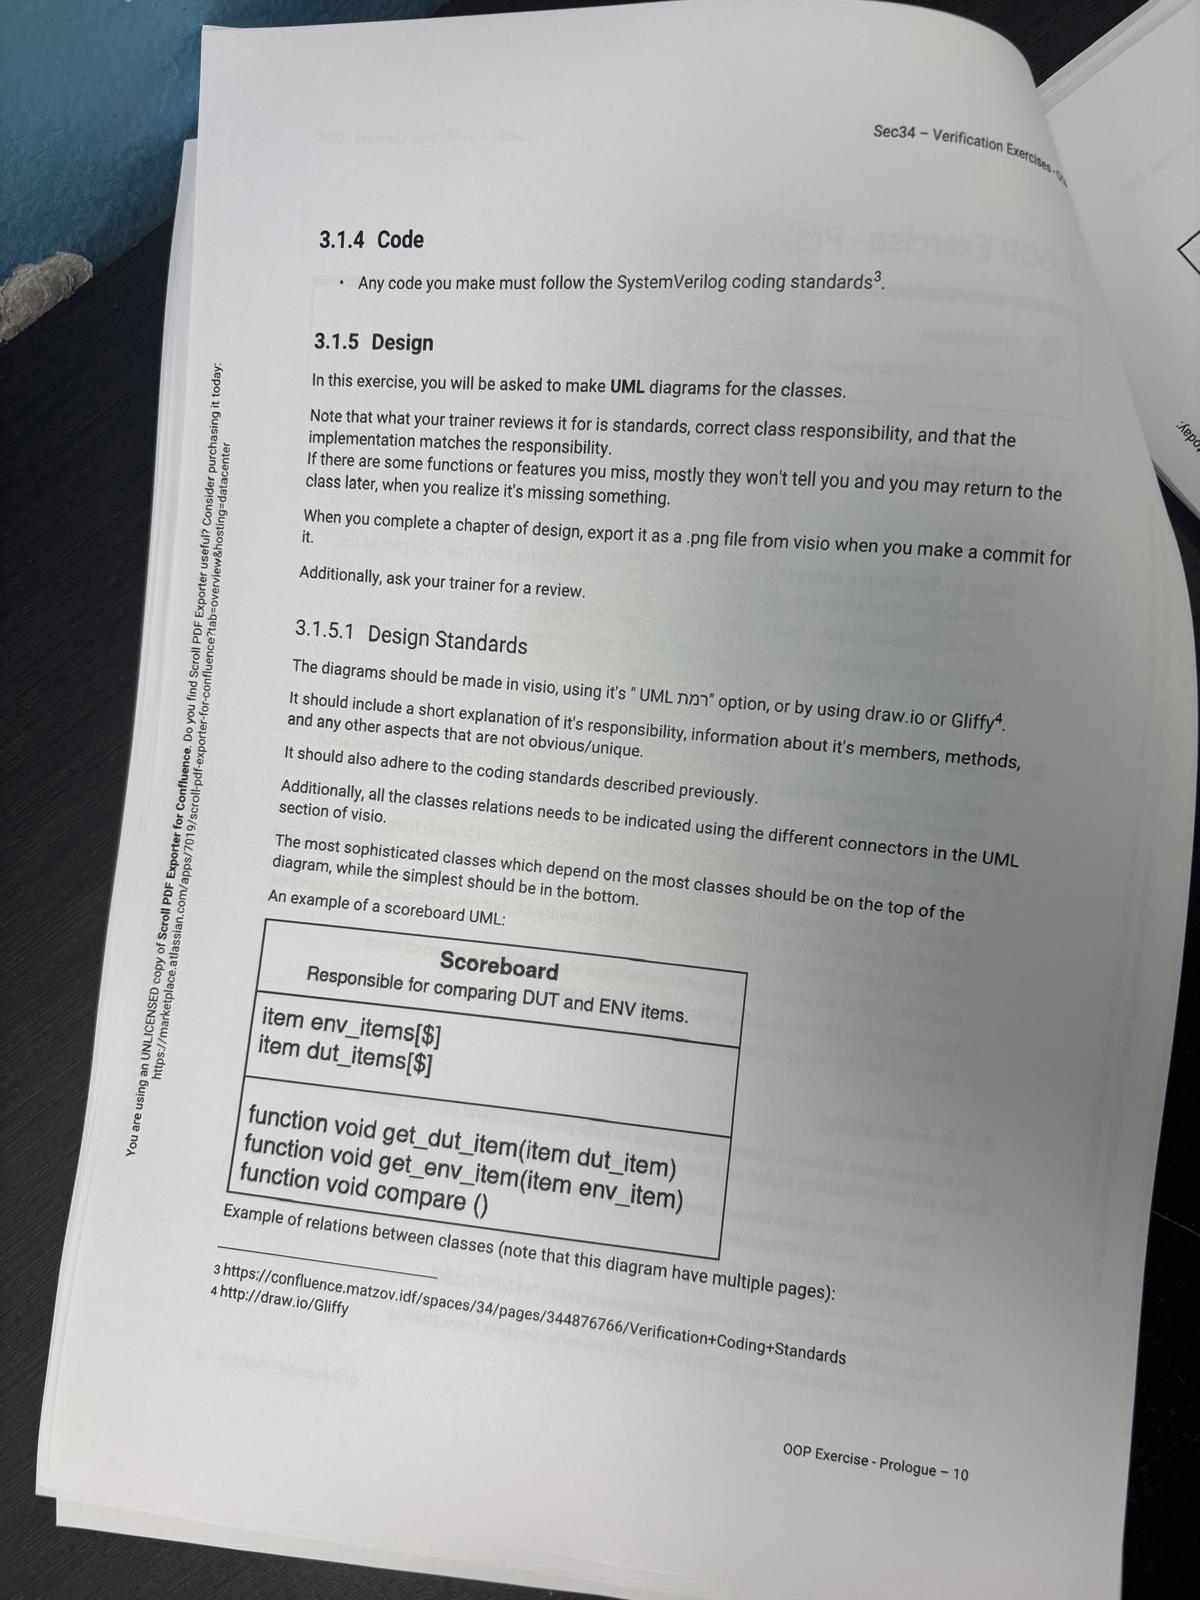 Sec34 – Verification Exercises -
3.1.4 Code
• Any code you make must follow the SystemVerilog coding standards3.
3.1.5 Design
In this exercise, you will be asked to make UML diagrams for the classes.
Note that what your trainer reviews it for is standards, correct class responsibility, and that the
implementation matches the responsibility.
If there are some functions or features you miss, mostly they won't tell you and you may return to the
class later, when you realize it's missing something.
When you complete a chapter of design, export it as a .png file from visio when you make a commit for
it.
Additionally, ask your trainer for a review.
3.1.5.1 Design Standards
The diagrams should be made in visio, using it's " UML רמת" option, or by using draw.io or Gliffy4.
It should include a short explanation of it's responsibility, information about it's members, methods,
and any other aspects that are not obvious/unique.
It should also adhere to the coding standards described previously.
Additionally, all the classes relations needs to be indicated using the different connectors in the UML
section of visio.
The most sophisticated classes which depend on the most classes should be on the top of the
diagram, while the simplest should be in the bottom.
An example of a scoreboard UML:
Scoreboard
Responsible for comparing DUT and ENV items.
item env_items[$]
item dut_items[$]
function void get_dut_item(item dut_item)
function void get_env_item(item env_item)
function void compare ()
Example of relations between classes (note that this diagram have multiple pages):
3 https://confluence.matzov.idf/spaces/34/pages/344876766/Verification+Coding+Standards
4 http://draw.io/Gliffy
OOP Exercise - Prologue – 10
You are using an UNLICENSED copy of Scroll PDF Exporter for Confluence. Do you find Scroll PDF Exporter useful? Consider purchasing it today:
https://marketplace.atlassian.com/apps/7019/scroll-pdf-exporter-for-confluence?tab=overview&hosting=datacenter